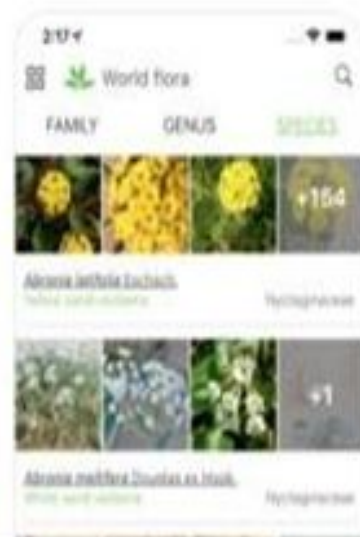 2:17
World flora
FAMILY GENUS SPECIES
+154
Abronia latifolia Eschsch.
Yellow sand-verbena Nyctaginaceae
+1
Abronia mellifera Douglas ex Hook.
White sand-verbena Nyctaginaceae